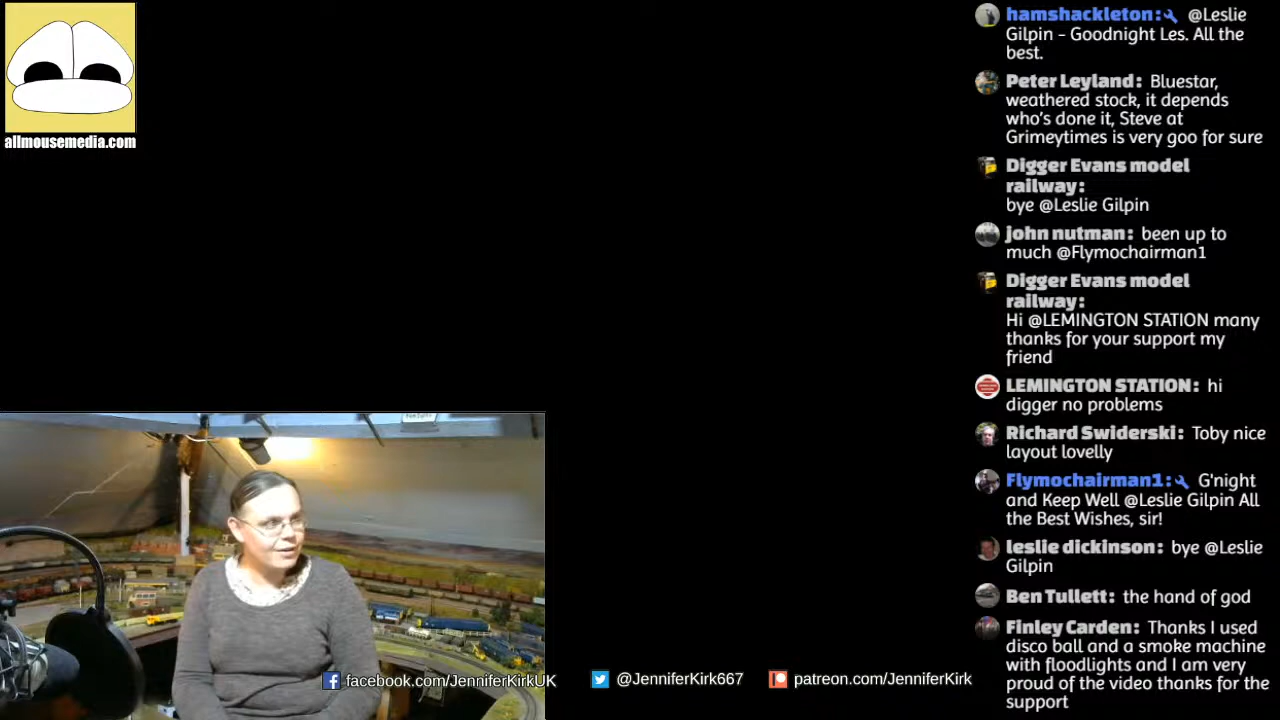 allmousemedia.com
hamshackleton: @Leslie
Gilpin - Goodnight Les. All the
best.
Peter Leyland: Bluestar,
weathered stock, it depends
who's done it, Steve at
Grimeytimes is very goo for sure
Digger Evans model
railway:
bye @Leslie Gilpin
john nutman: been up to
much @Flymochairman1
Digger Evans model
railway:
Hi @LEMINGTON STATION many
thanks for your support my
friend
LEMINGTON STATION: hi
digger no problems
Richard Swiderski: Toby nice
layout lovelly
Flymochairman1: G'night
and Keep Well @Leslie Gilpin All
the Best Wishes, sir!
leslie dickinson: bye @Leslie
Gilpin
Ben Tullett: the hand of god
Finley Carden: Thanks I used
disco ball and a smoke machine
with floodlights and I am very
proud of the video thanks for the
support
facebook.com/JenniferKirkUK
@JenniferKirk667
patreon.com/JenniferKirk